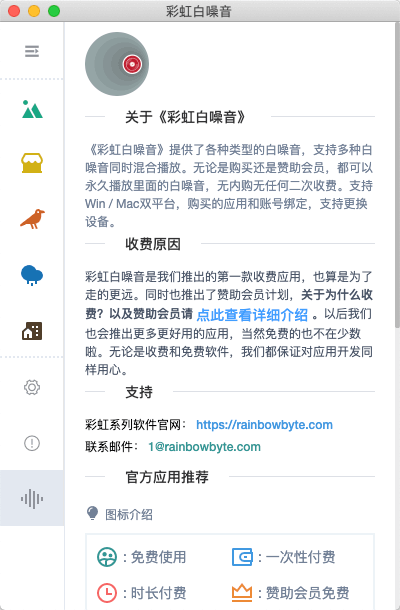 彩虹白噪音
关于《彩虹白噪音》
《彩虹白噪音》提供了各种类型的白噪音，支持多种白
噪音同时混合播放。无论是购买还是赞助会员，都可以
永久播放里面的白噪音，无内购无任何二次收费。支持
Win / Mac双平台，购买的应用和账号绑定，支持更换
设备。
收费原因
彩虹白噪音是我们推出的第一款收费应用，也算是为了
走的更远。同时也推出了赞助会员计划，关于为什么收
费？以及赞助会员请 点此查看详细介绍 。以后我们
也会推出更多更好用的应用，当然免费的也不在少数
啦。无论是收费和免费软件，我们都保证对应用开发同
样用心。
支持
彩虹系列软件官网： https://rainbowbyte.com
联系邮件： 1@rainbowbyte.com
官方应用推荐
图标介绍
: 免费使用 : 一次性付费
: 时长付费 : 赞助会员免费